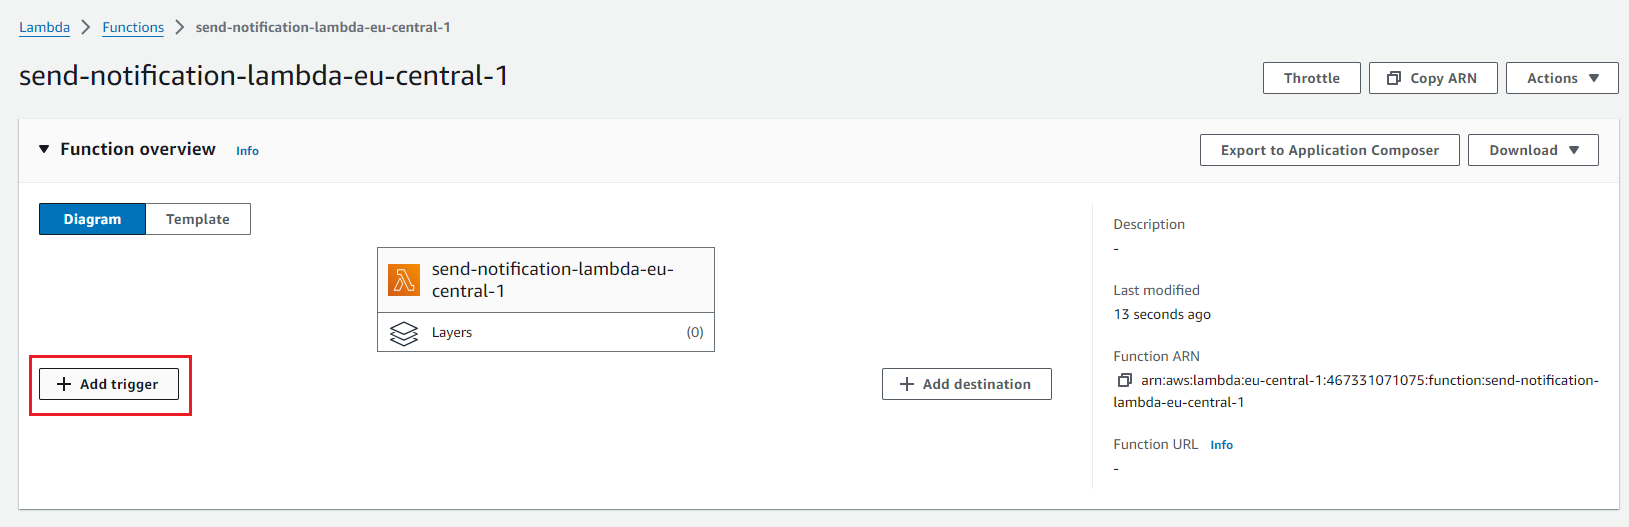 Lambda > Functions > send-notification-lambda-eu-central-1
send-notification-lambda-eu-central-1
Throttle
Copy ARN
Actions
Function overview
Info
Export to Application Composer
Download
Diagram
Template
send-notification-lambda-eu-
central-1
Layers
(0)
+ Add trigger
+ Add destination
Description
-
Last modified
13 seconds ago
Function ARN
arn:aws:lambda:eu-central-1:467331071075:function:send-notification-
lambda-eu-central-1
Function URL
Info
-